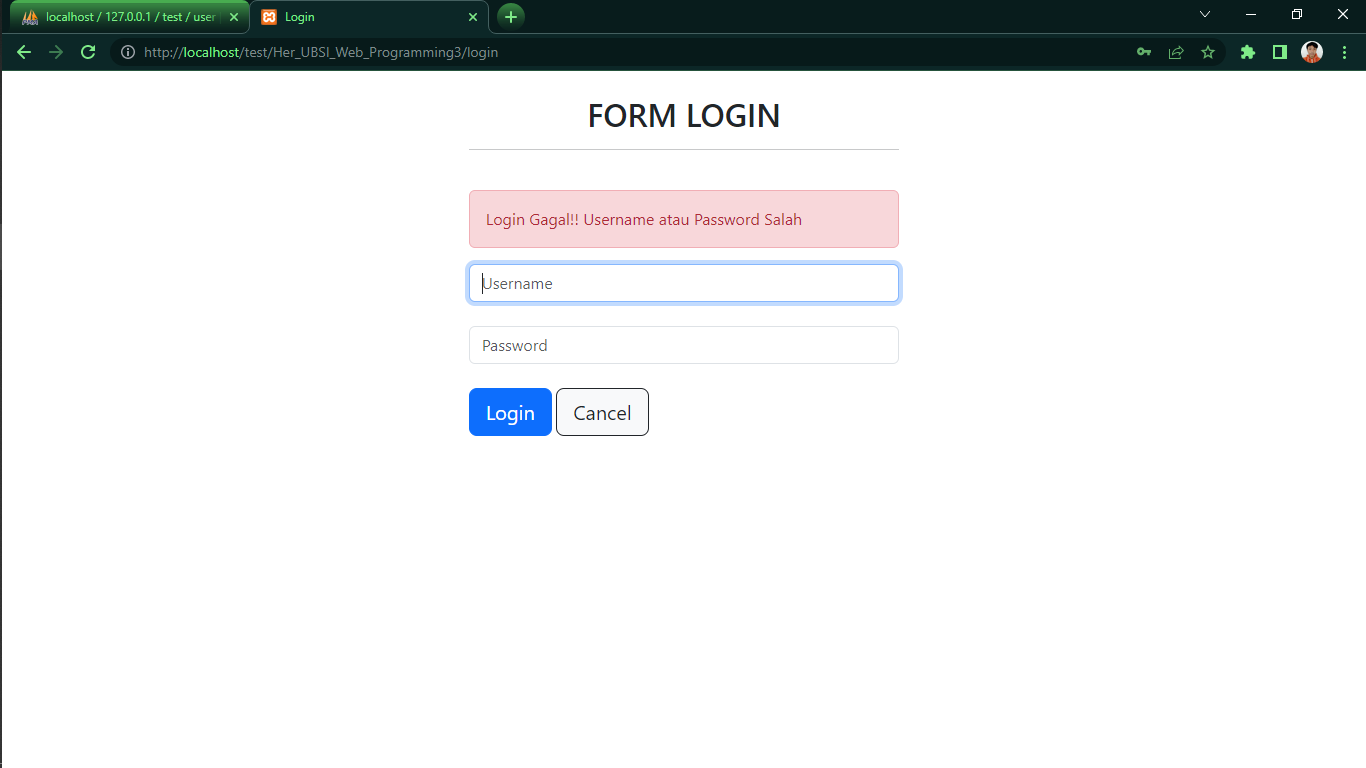 localhost / 127.0.0.1 / test / user
Login
http://localhost/test/Her_UBSI_Web_Programming3/login
FORM LOGIN
Login Gagal!! Username atau Password Salah
Username
Password
Login Cancel